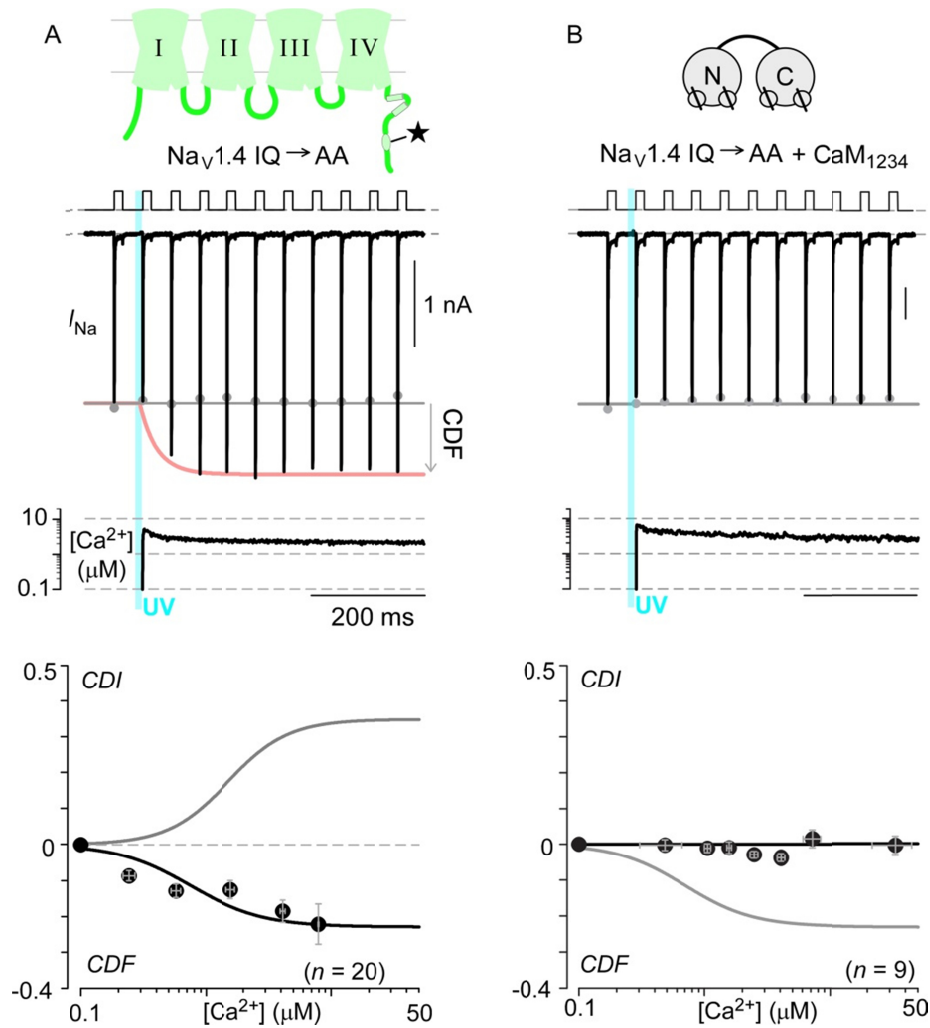 A
I II III IV
★
NaV1.4 IQ → AA
INa
1 nA
CDF
10
[Ca2+]
(μM)
0.1
UV
200 ms
0.5
CDI
0
CDF
-0.4
(n = 20)
0.1 [Ca2+] (μM) 50
B
N C
NaV1.4 IQ → AA + CaM1234
UV
0.5
CDI
0
CDF
-0.4
(n = 9)
0.1 [Ca2+] (μM) 50